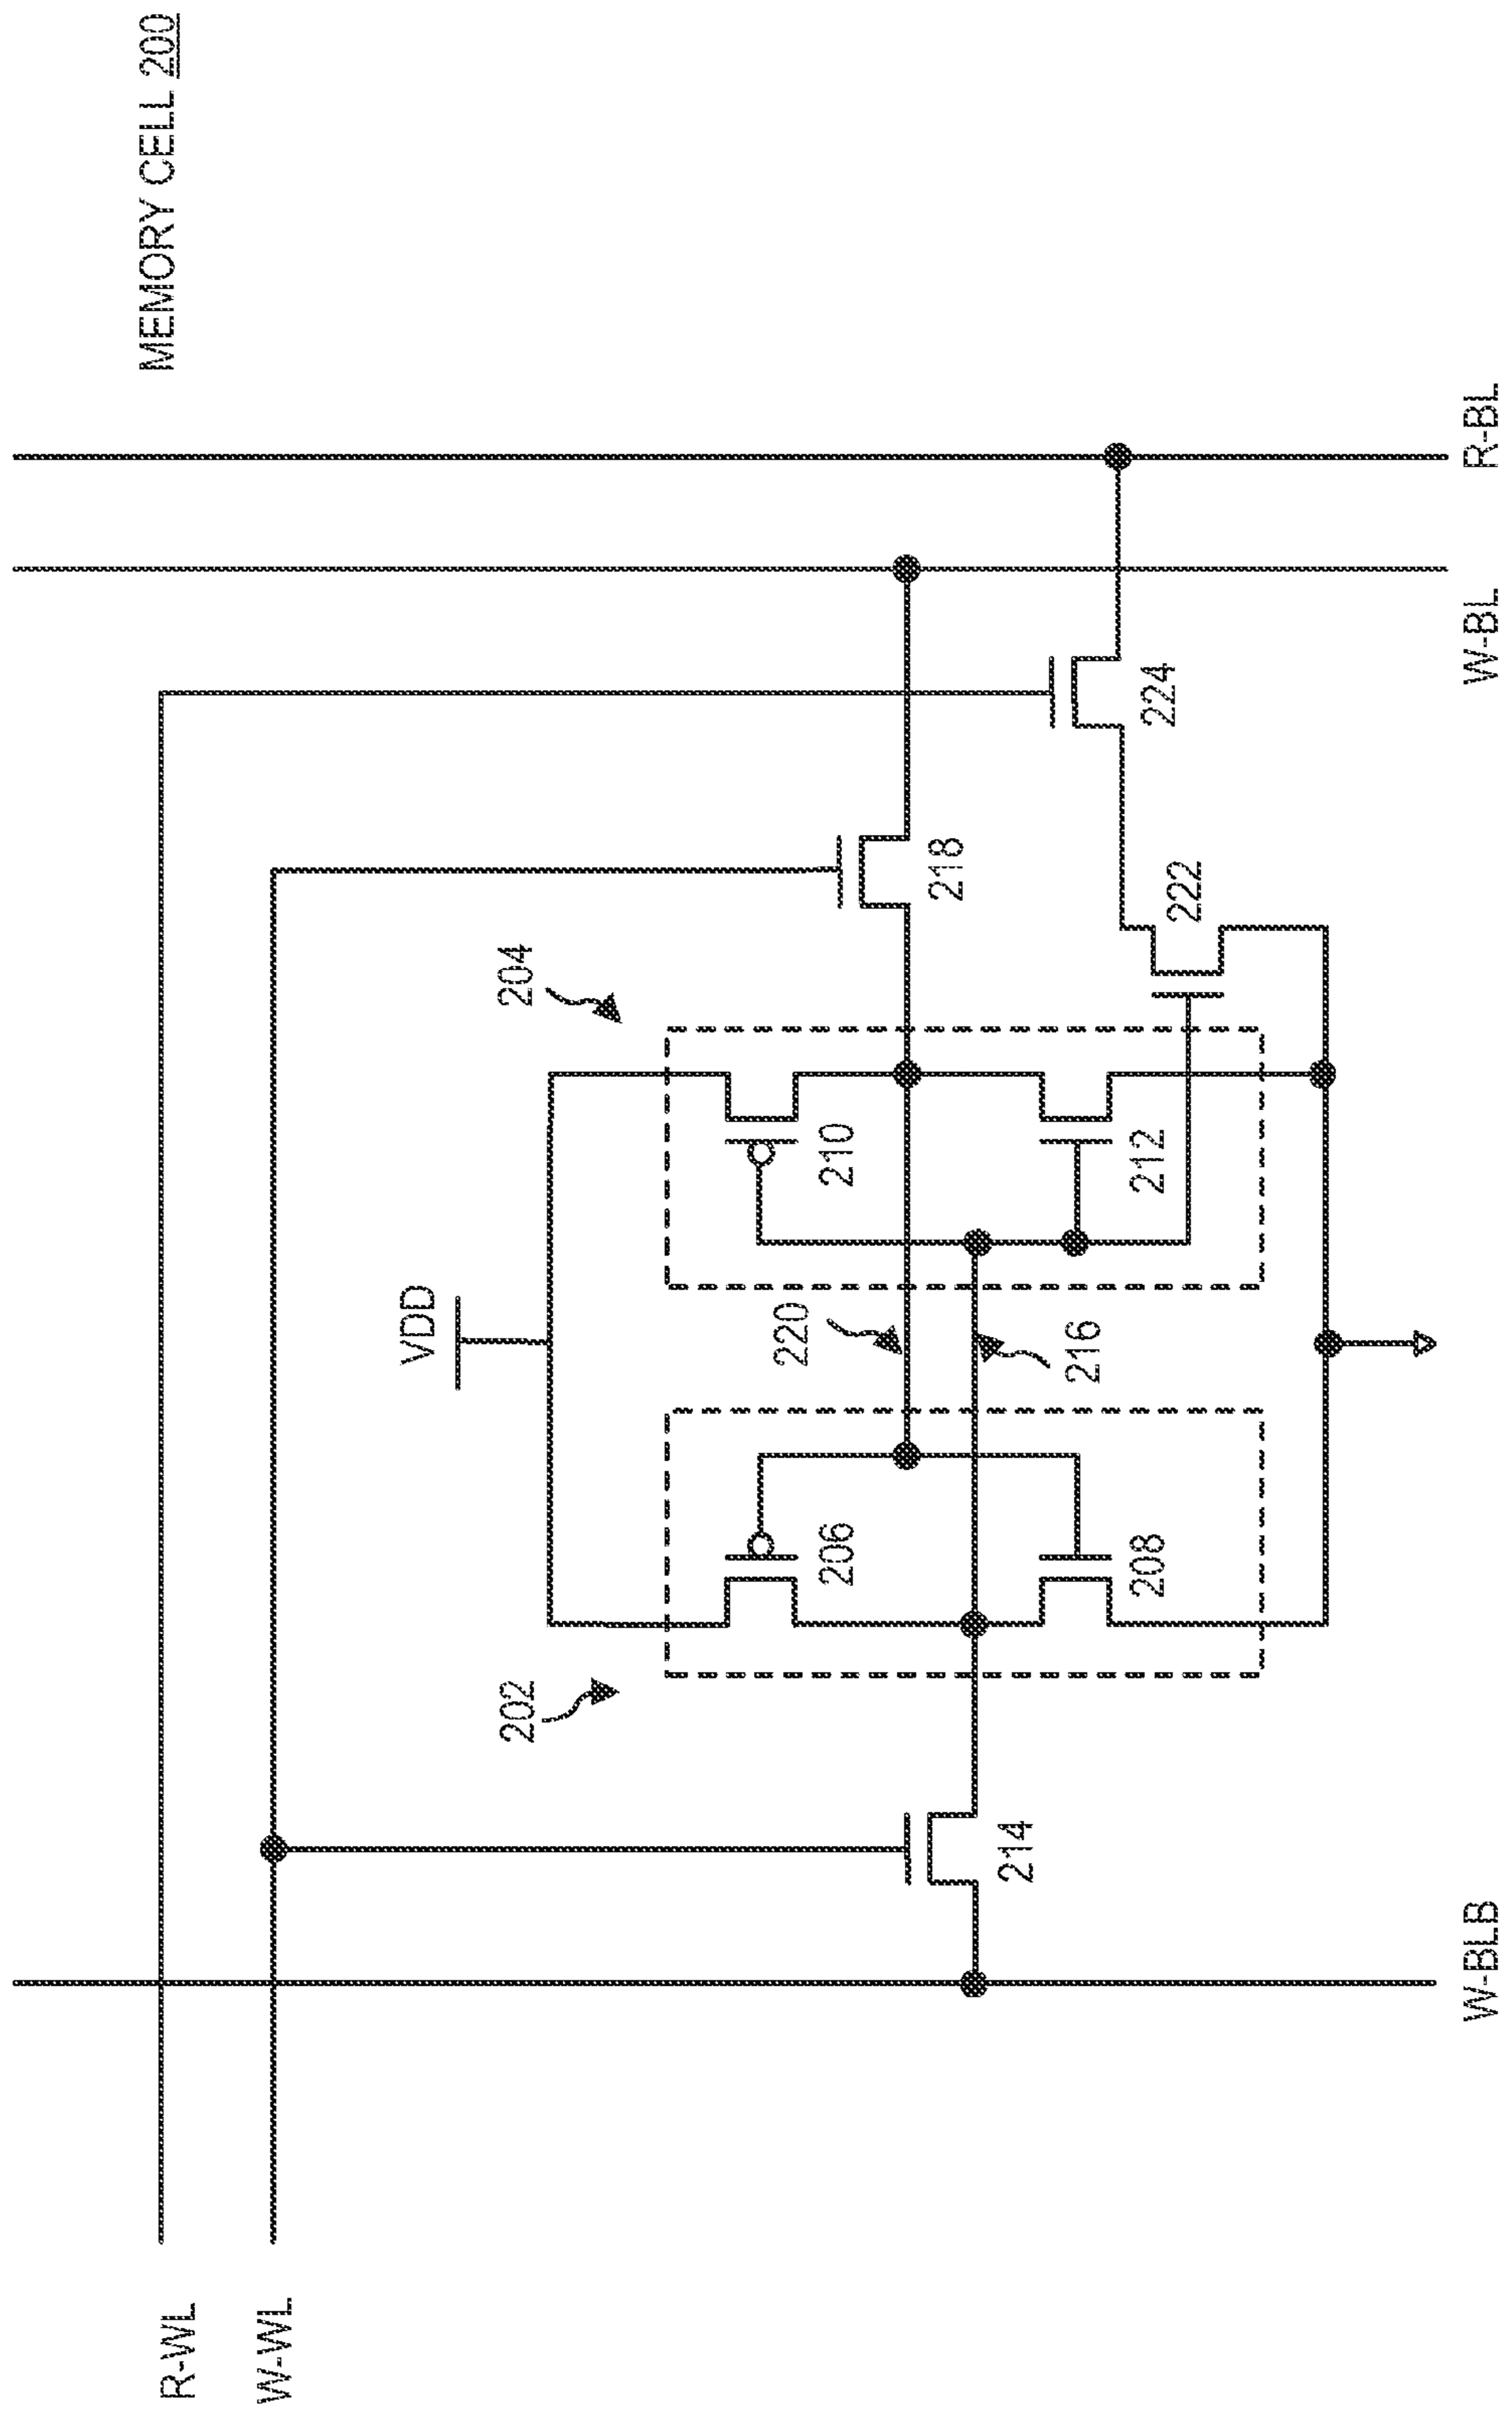 MEMORY CELL 200
R-WL
W-WL
VDD
202
204
206
210
220
218
208
216
212
222
224
214
W-BLB
W-BL
R-BL